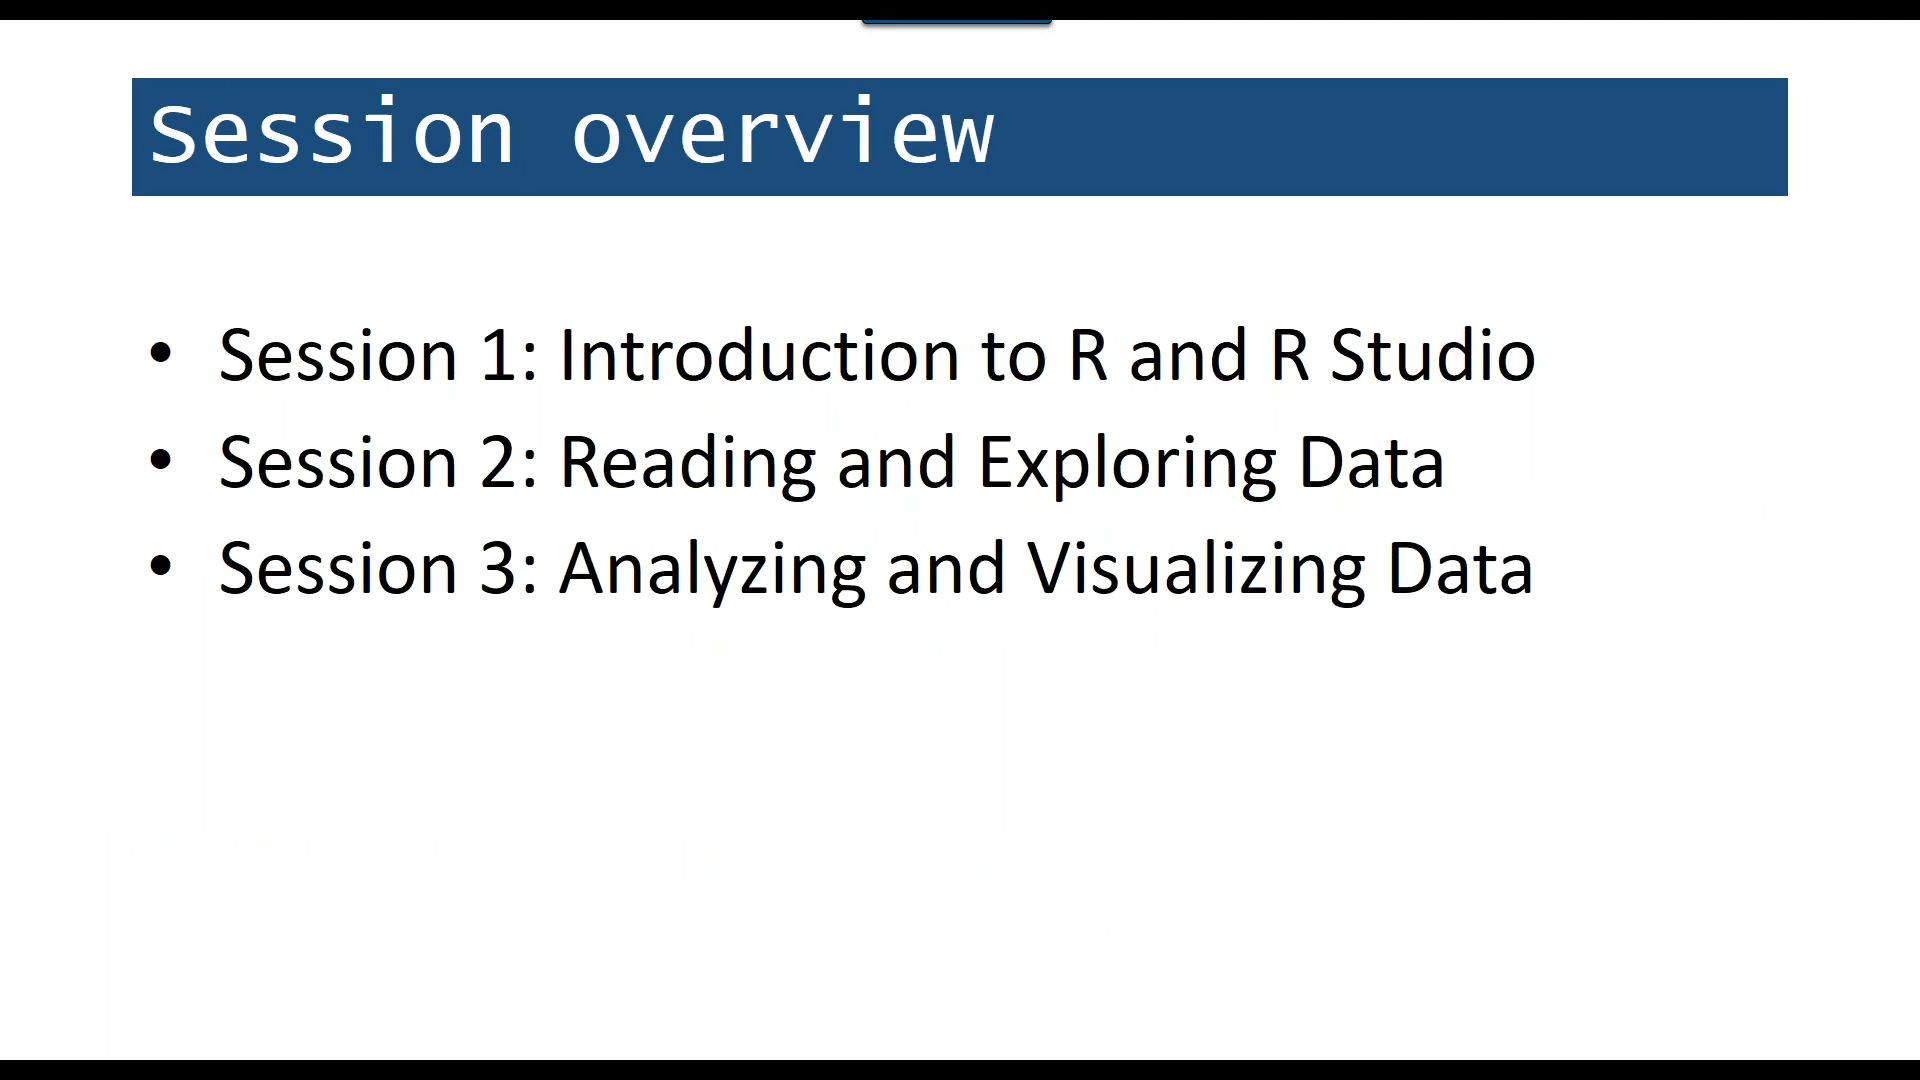 Session overview
• Session 1: Introduction to R and R Studio
• Session 2: Reading and Exploring Data
• Session 3: Analyzing and Visualizing Data